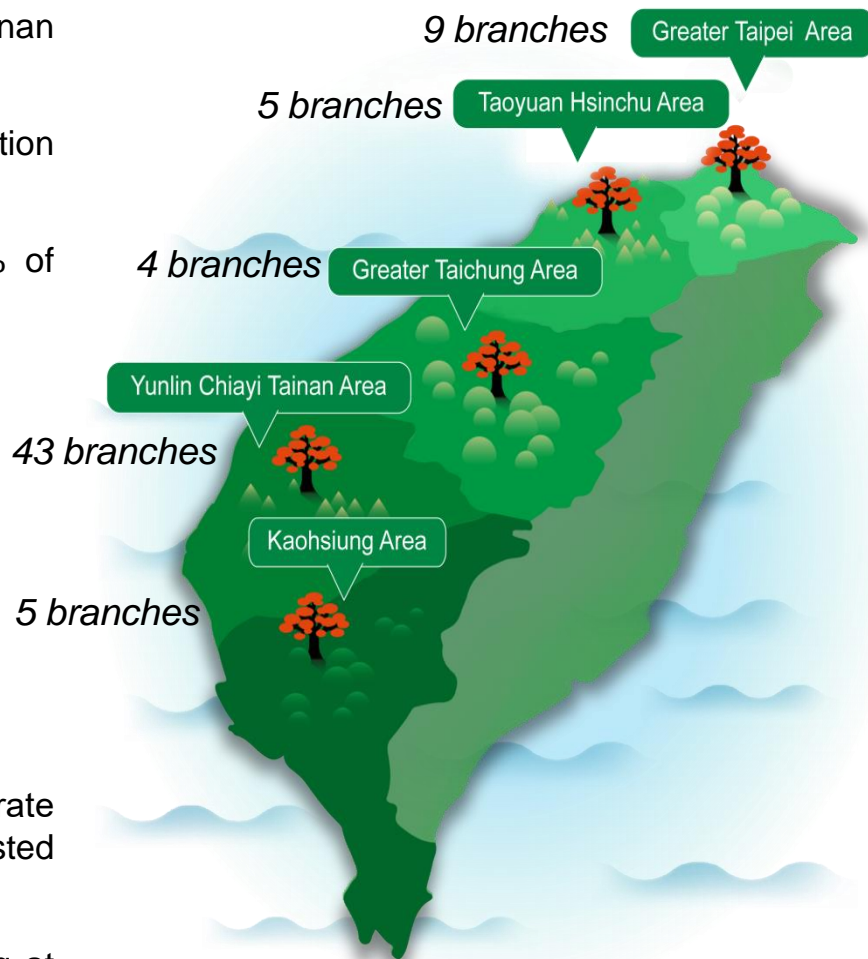 9 branches
Greater Taipei Area
5 branches
Taoyuan Hsinchu Area
4 branches
Greater Taichung Area
Yunlin Chiayi Tainan Area
43 branches
Kaohsiung Area
5 branches
of